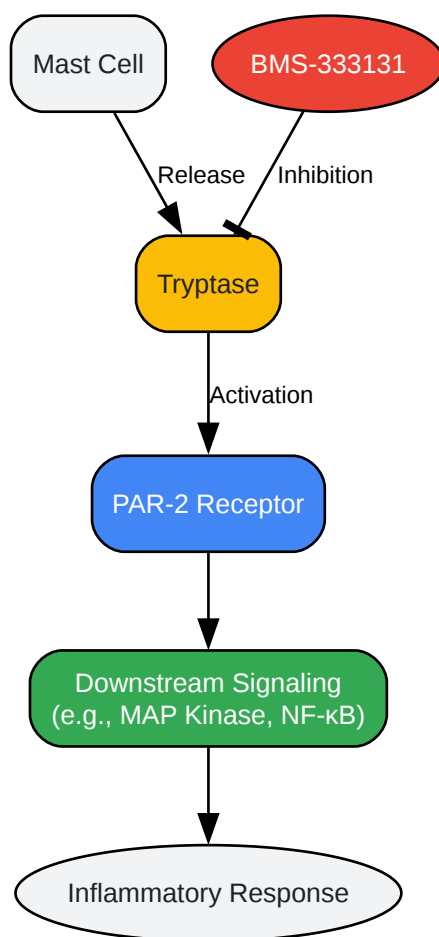 Mast Cell
BMS-333131
Release
Inhibition
Tryptase
Activation
PAR-2 Receptor
Downstream Signaling
(e.g., MAP Kinase, NF-κB)
Inflammatory Response